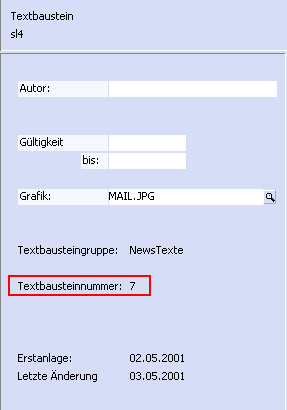 Textbaustein
sl4
Autor:
Gültigkeit
bis:
Grafik: MAIL.JPG
Textbausteingruppe: NewsTexte
Textbausteinnummer: 7
Erstanlage: 02.05.2001
Letzte Änderung 03.05.2001